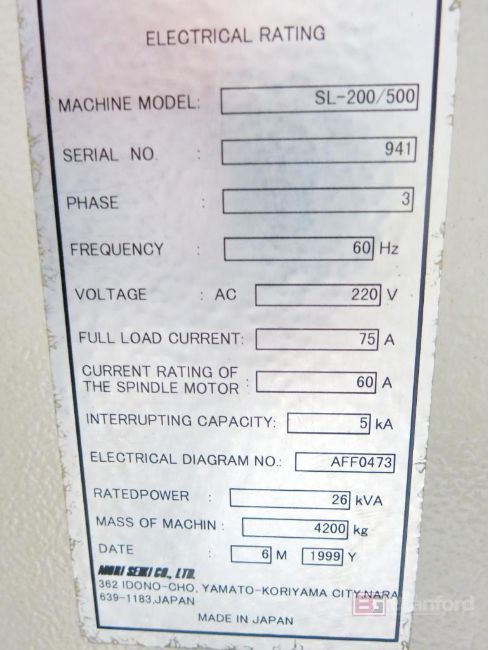 ELECTRICAL RATING
MACHINE MODEL: SL-200/500
SERIAL NO. : 941
PHASE : 3
FREQUENCY : 60 Hz
VOLTAGE : AC 220 V
FULL LOAD CURRENT: 75 A
CURRENT RATING OF
THE SPINDLE MOTOR : 60 A
INTERRUPTING CAPACITY: 5 kA
ELECTRICAL DIAGRAM NO.: AFF0473
RATEDPOWER : 26 kVA
MASS OF MACHIN : 4200 kg
DATE : 6 M 1999 Y
MORI SEIKI CO., LTD.
362 IDONO-CHO, YAMATO-KORIYAMA CITY,NARA
639-1183,JAPAN
MADE IN JAPAN